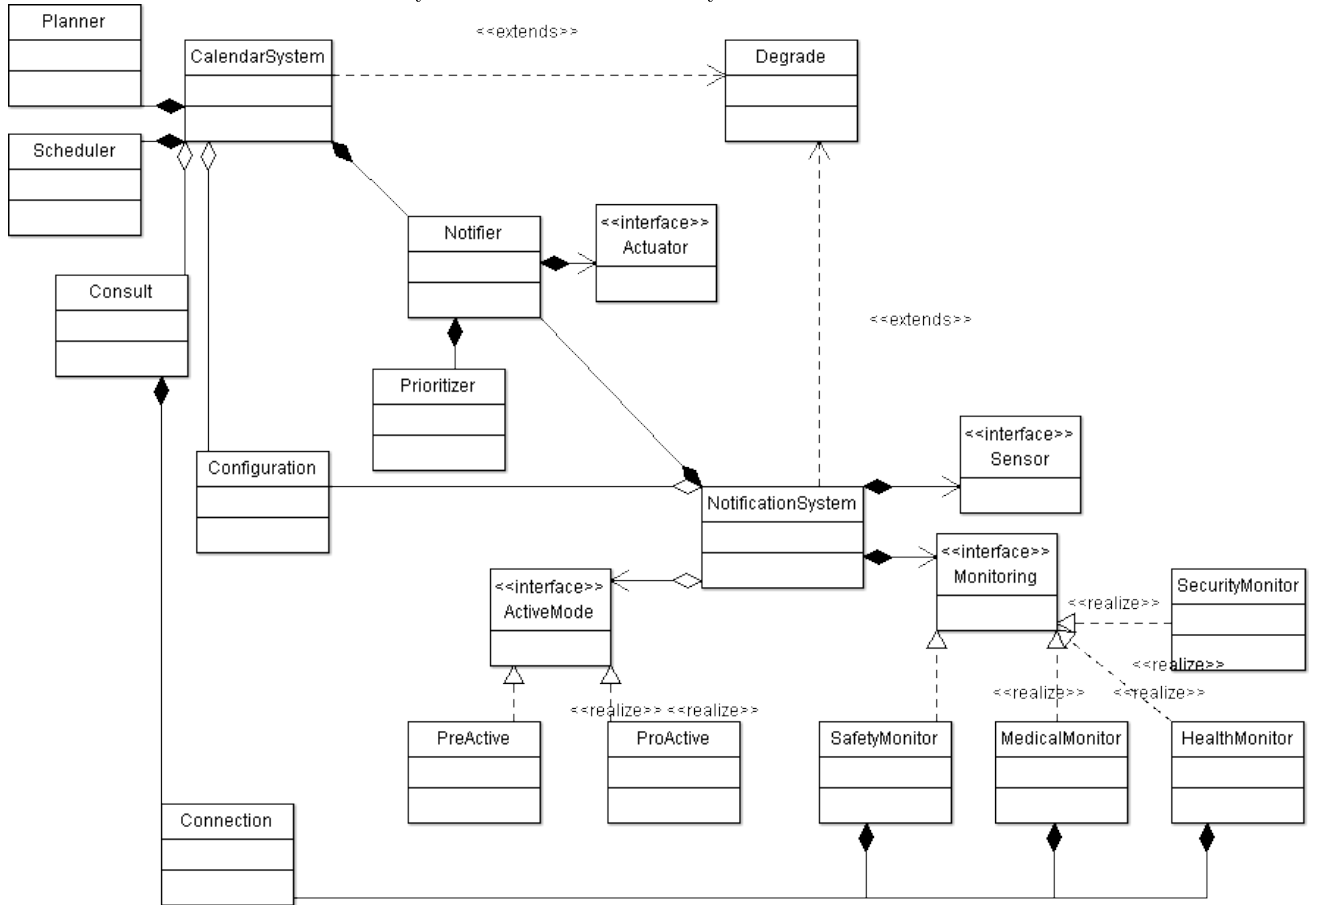 Planner
<<extends>>
CalendarSystem
Degrade
Scheduler
<<interface>>
Actuator
Notifier
Consult
<<extends>>
Prioritizer
<<interface>>
Sensor
Configuration
NotificationSystem
<<interface>>
Monitoring
<<interface>>
ActiveMode
SecurityMonitor
<<realize>>
<<realize>>
<<realize>>
<<realize>>
<<realize>>
<<realize>>
PreActive
ProActive
SafetyMonitor
MedicalMonitor
HealthMonitor
Connection